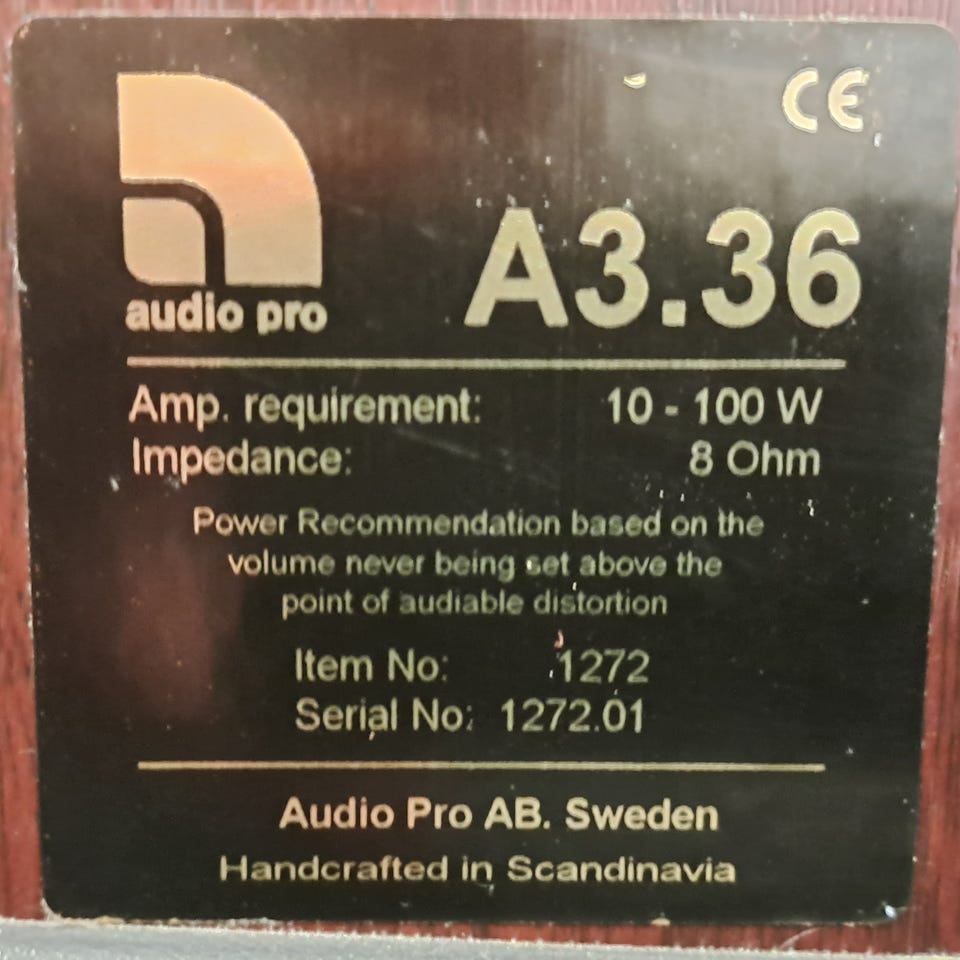 CE
audio pro
A3.36
Amp. requirement: 10 - 100 W
Impedance: 8 Ohm
Power Recommendation based on the
volume never being set above the
point of audiable distortion
Item No: 1272
Serial No: 1272.01
Audio Pro AB. Sweden
Handcrafted in Scandinavia